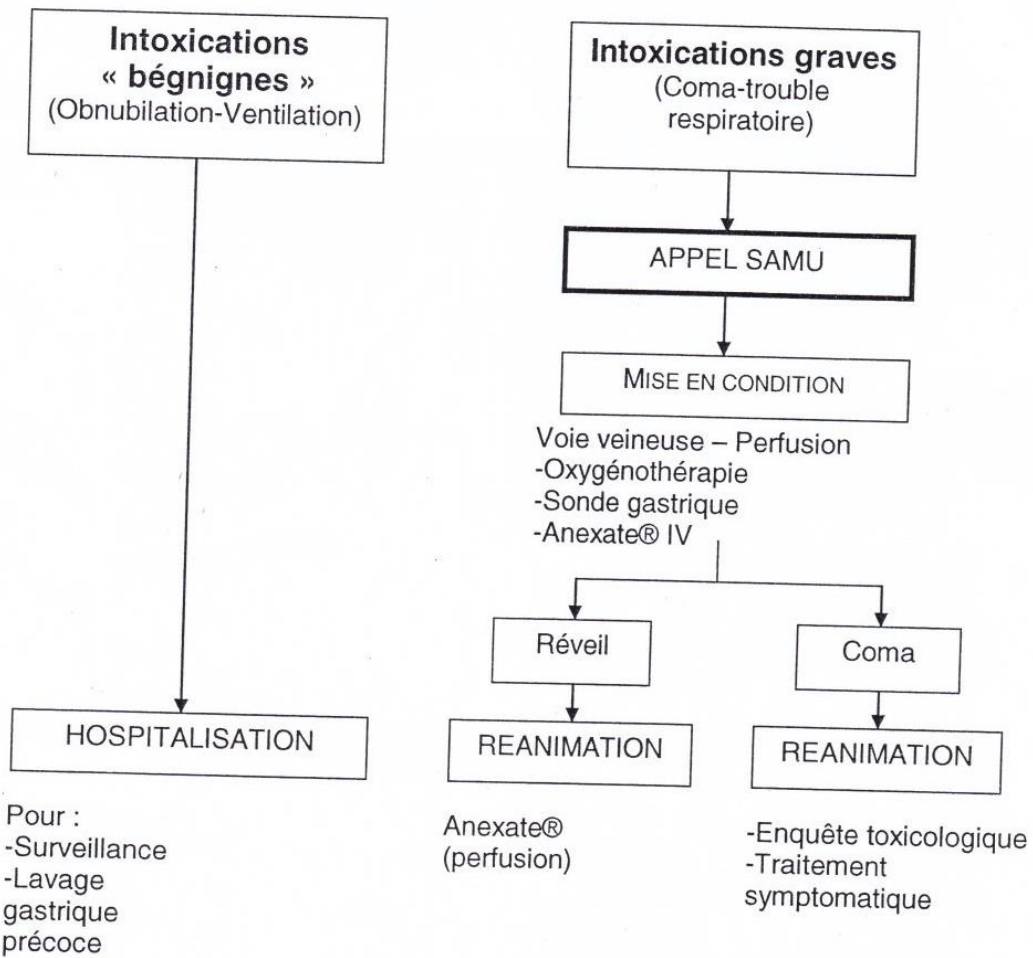 Intoxications
« bégnignes »
(Obnubilation-Ventilation)
Intoxications graves
(Coma-trouble
respiratoire)
APPEL SAMU
MISE EN CONDITION
Voie veineuse – Perfusion
-Oxygénothérapie
-Sonde gastrique
-Anexate® IV
Réveil
Coma
HOSPITALISATION
REANIMATION
REANIMATION
Pour :
-Surveillance
-Lavage
gastrique
précoce
Anexate®
(perfusion)
-Enquête toxicologique
-Traitement
symptomatique